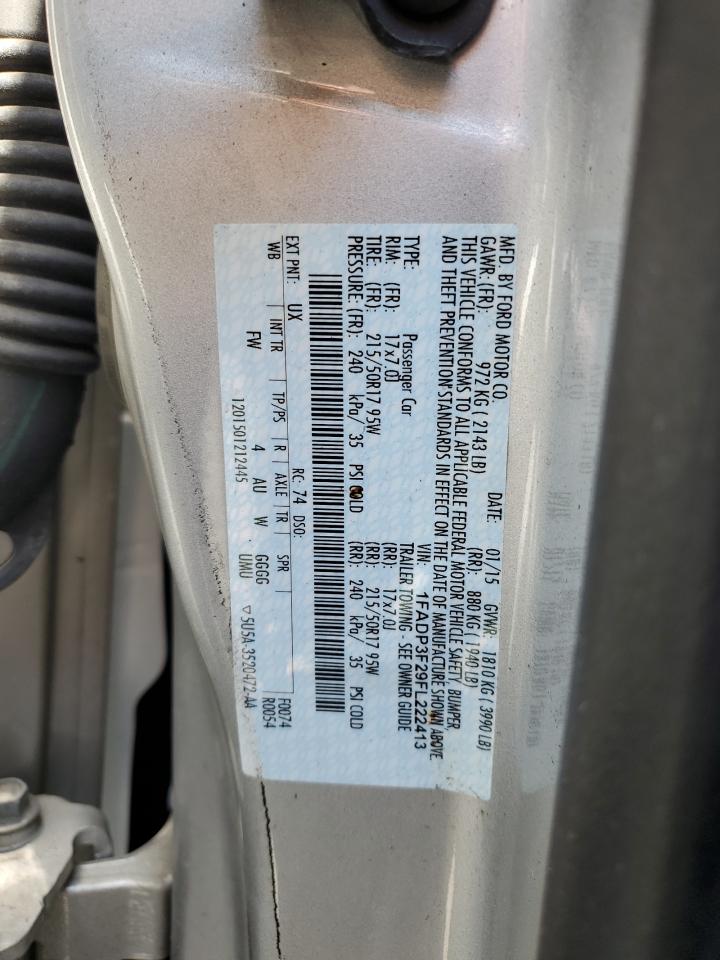 MFD. BY FORD MOTOR CO.
DATE: 01/15 GVWR: 1810 KG ( 3990 LB)
GAWR: (FR): 972 KG ( 2143 LB) (RR): 880 KG ( 1940 LB)
THIS VEHICLE CONFORMS TO ALL APPLICABLE FEDERAL MOTOR VEHICLE SAFETY, BUMPER,
AND THEFT PREVENTION STANDARDS IN EFFECT ON THE DATE OF MANUFACTURE SHOWN ABOVE.
VIN: 1FADP3F29FL222413
TYPE: Passenger Car TRAILER TOWING - SEE OWNER GUIDE
RIM: (FR): 17x7.0J (RR): 17x7.0J
TIRE: (FR): 215/50R17 95W (RR): 215/50R17 95W
PRESSURE: (FR): 240 kPa/ 35 PSI COLD (RR): 240 kPa/ 35 PSI COLD
EXT PNT: UX RC: 74 DSO: F0074
WB INT TR TP/PS R AXLE TR SPR R0054
FW 4 AU W GGGG
UMU
1201501212445 ▽5U5A-3520472-AA